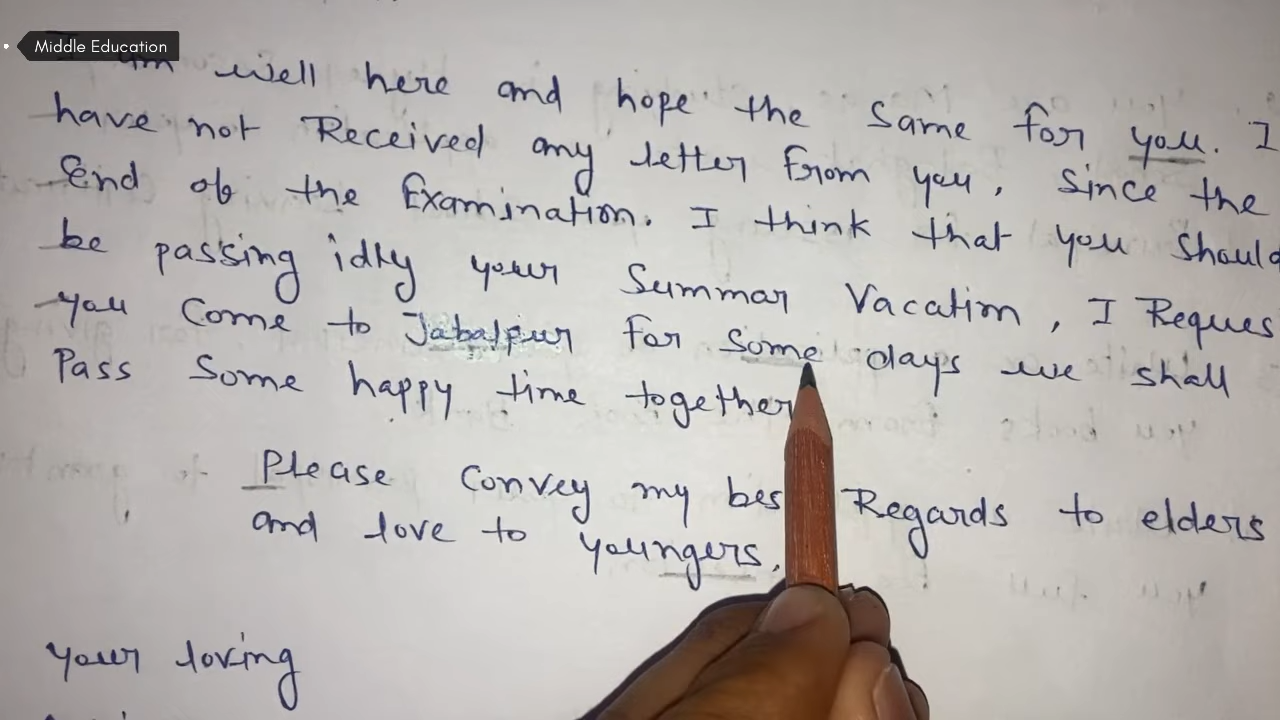 Middle Education
I am well here and hope the Same for you. I
have not Received any letter From you, Since the
End of the Examination. I think that you Should
be passing idly your Summar Vacation, I Reques
you Come to Jabalpur For Some days we shall
Pass Some happy time together
Please Convey my bes Regards to elders
and love to youngers.
your loving